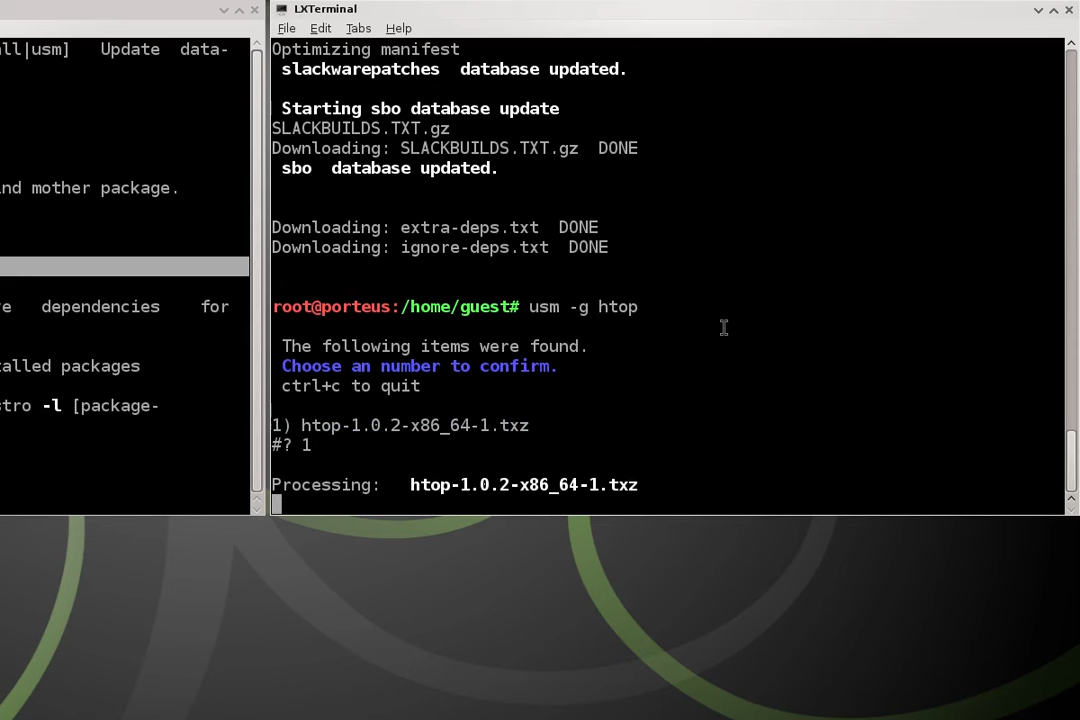 all|usm] Update data-
nd mother package.
e dependencies for
talled packages
stro -l [package-
LXTerminal
File Edit Tabs Help
Optimizing manifest
slackwarepatches database updated.
Starting sbo database update
SLACKBUILDS.TXT.gz
Downloading: SLACKBUILDS.TXT.gz DONE
sbo database updated.
Downloading: extra-deps.txt DONE
Downloading: ignore-deps.txt DONE
root@porteus:/home/guest# usm -g htop
The following items were found.
Choose an number to confirm.
ctrl+c to quit
1) htop-1.0.2-x86_64-1.txz
#? 1
Processing: htop-1.0.2-x86_64-1.txz